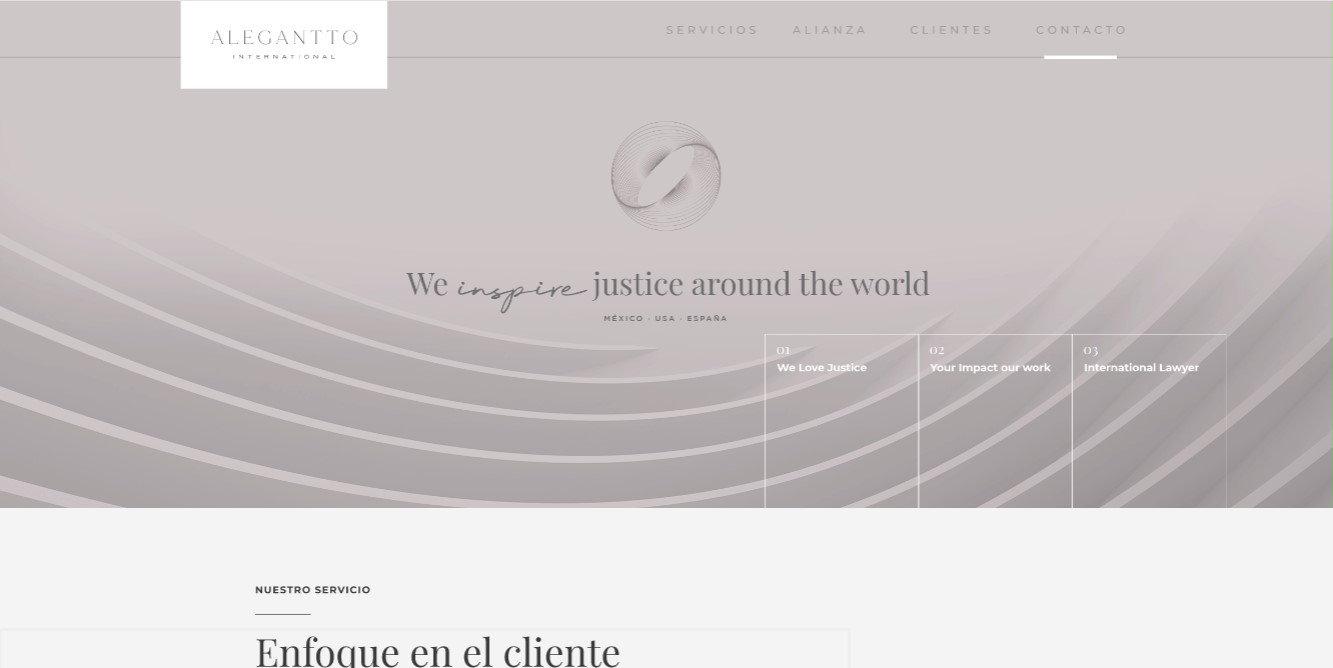 ALEGANTTO
INTERNATIONAL
SERVICIOS ALIANZA CLIENTES CONTACTO
We inspire justice around the world
MÉXICO · USA · ESPAÑA
01
We Love Justice
02
Your Impact our work
03
International Lawyer
NUESTRO SERVICIO
Enfoque en el cliente